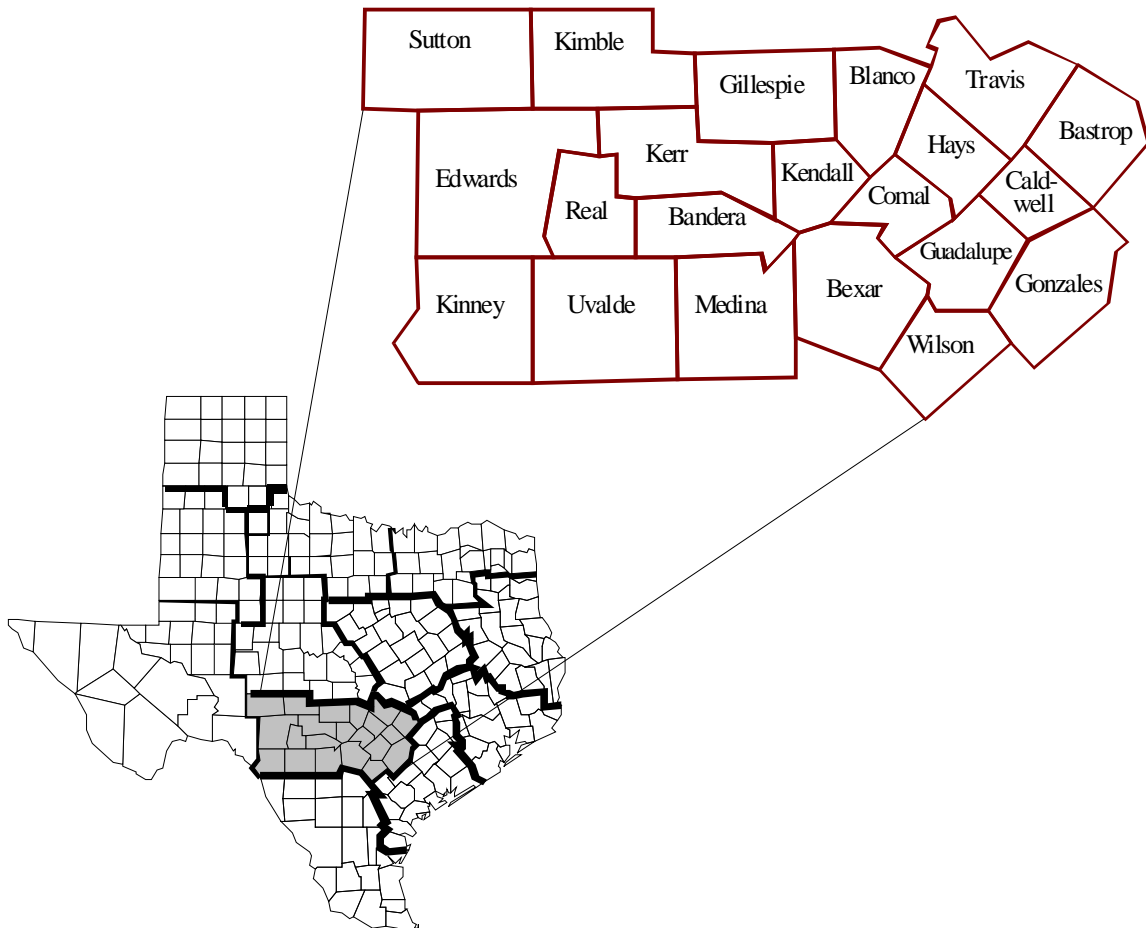 Sutton
Kimble
Gillespie
Blanco
Travis
Bastrop
Edwards
Kerr
Kendall
Hays
Cald-
well
Real
Bandera
Comal
Guadalupe
Gonzales
Kinney
Uvalde
Medina
Bexar
Wilson